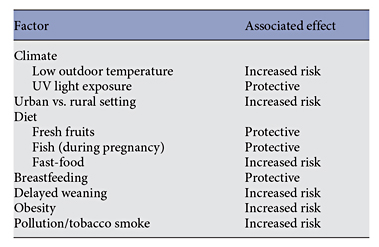 Factor Associated effect
Climate
Low outdoor temperature Increased risk
UV light exposure Protective
Urban vs. rural setting Increased risk
Diet
Fresh fruits Protective
Fish (during pregnancy) Protective
Fast-food Increased risk
Breastfeeding Protective
Delayed weaning Increased risk
Obesity Increased risk
Pollution/tobacco smoke Increased risk